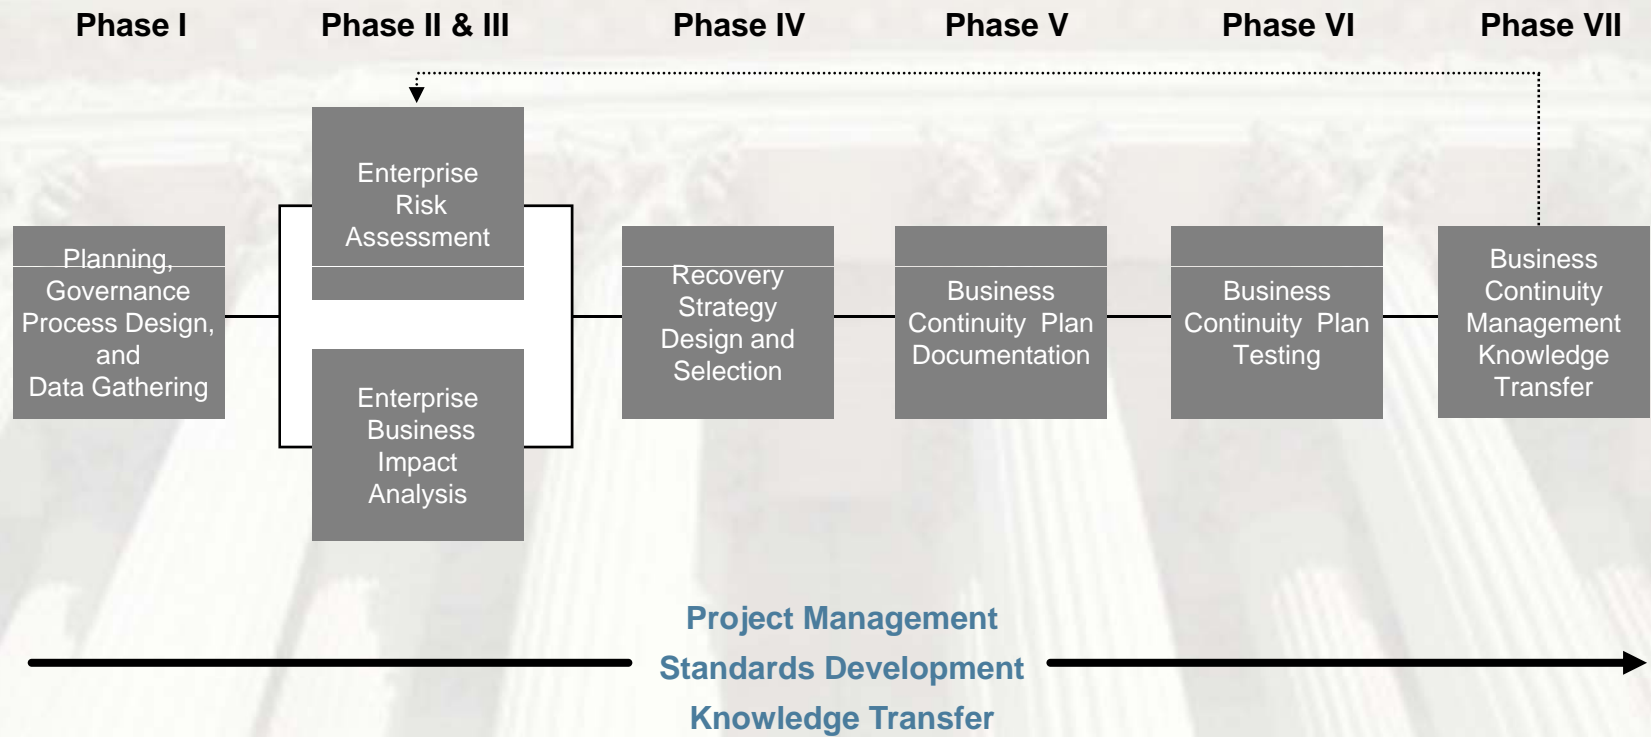 Phase I
Phase II & III
Phase IV
Phase V
Phase VI
Phase VII
Planning,
Governance
Process Design,
and
Data Gathering
Enterprise
Risk
Assessment
Enterprise
Business
Impact
Analysis
Recovery
Strategy
Design and
Selection
Business
Continuity Plan
Documentation
Business
Continuity Plan
Testing
Business
Continuity
Management
Knowledge
Transfer
Project Management
Standards Development
Knowledge Transfer